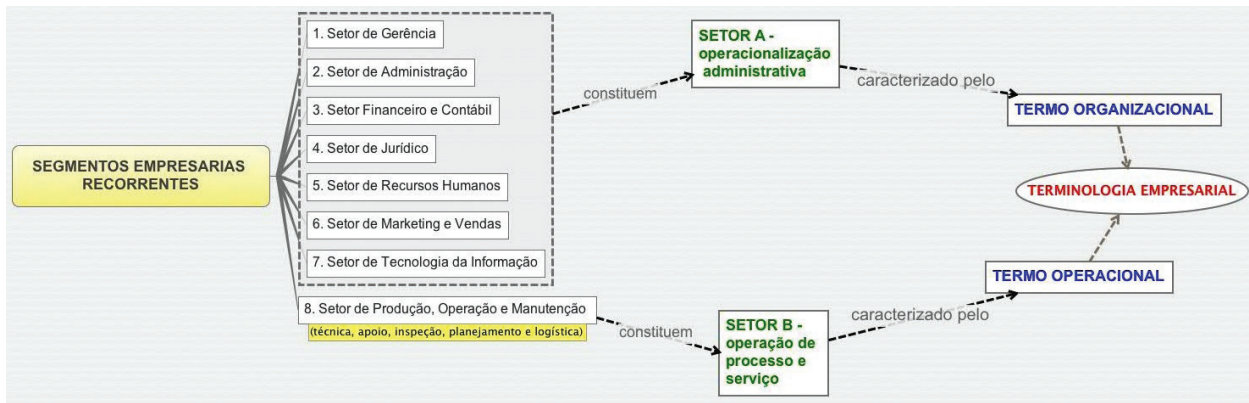 SEGMENTOS EMPRESARIAS
RECORRENTES
1. Setor de Gerência
2. Setor de Administração
3. Setor Financeiro e Contábil
4. Setor de Jurídico
5. Setor de Recursos Humanos
6. Setor de Marketing e Vendas
7. Setor de Tecnologia da Informação
8. Setor de Produção, Operação e Manutenção
(técnica, apoio, inspeção, planejamento e logística)
constituem
SETOR A -
operacionalização
administrativa
caracterizado pelo
TERMO ORGANIZACIONAL
TERMINOLOGIA EMPRESARIAL
constituem
SETOR B -
operação de
processo e
serviço
caracterizado pelo
TERMO OPERACIONAL